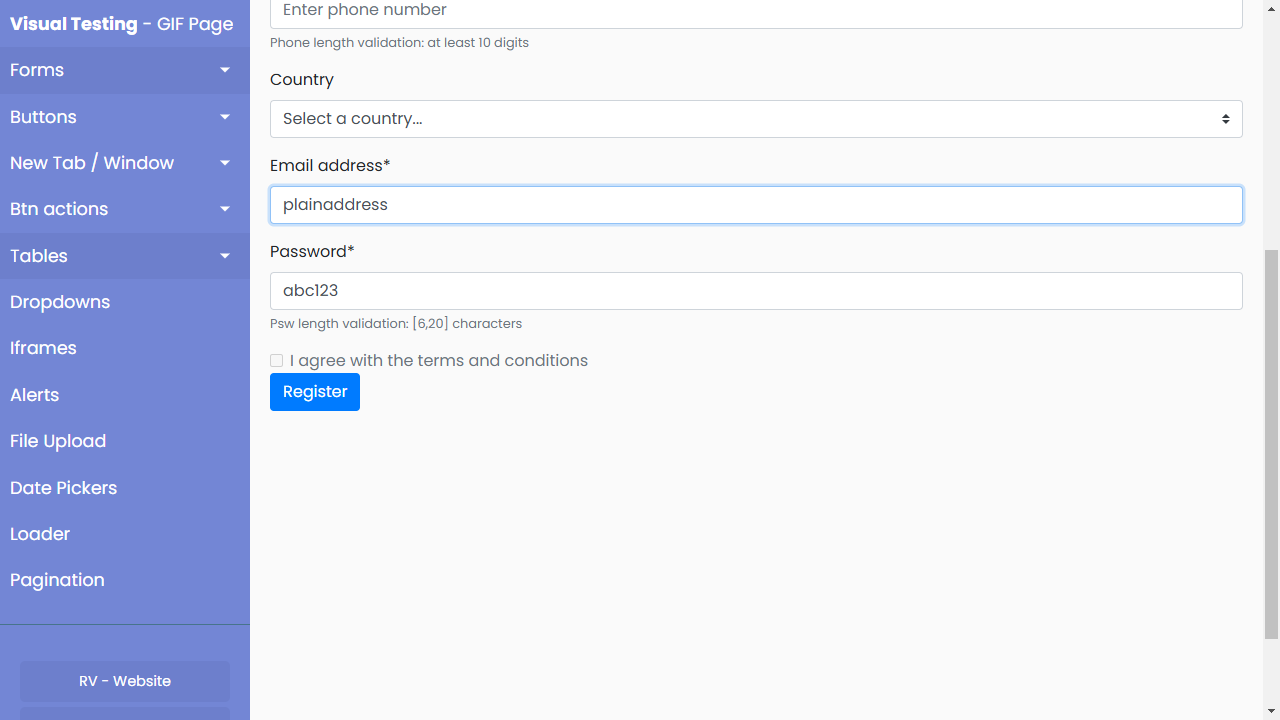 Visual Testing - GIF Page
Forms
Buttons
New Tab / Window
Btn actions
Tables
Dropdowns
Iframes
Alerts
File Upload
Date Pickers
Loader
Pagination
RV - Website
Enter phone number
Phone length validation: at least 10 digits
Country
Select a country...
Email address*
plainaddress
Password*
abc123
Psw length validation: [6,20] characters
I agree with the terms and conditions
Register